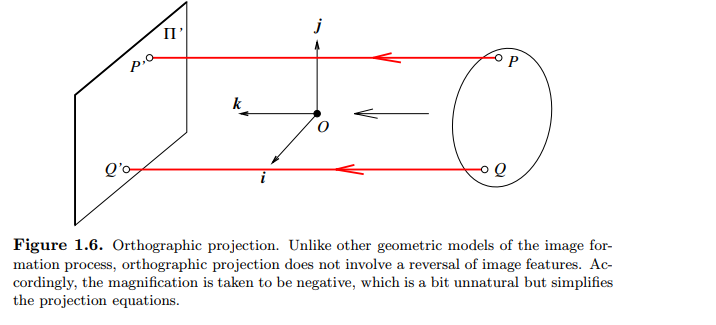 Π'
j
P'
P
k
O
Q'
Q
i
Figure 1.6. Orthographic projection. Unlike other geometric models of the image for-
mation process, orthographic projection does not involve a reversal of image features. Ac-
cordingly, the magnification is taken to be negative, which is a bit unnatural but simplifies
the projection equations.